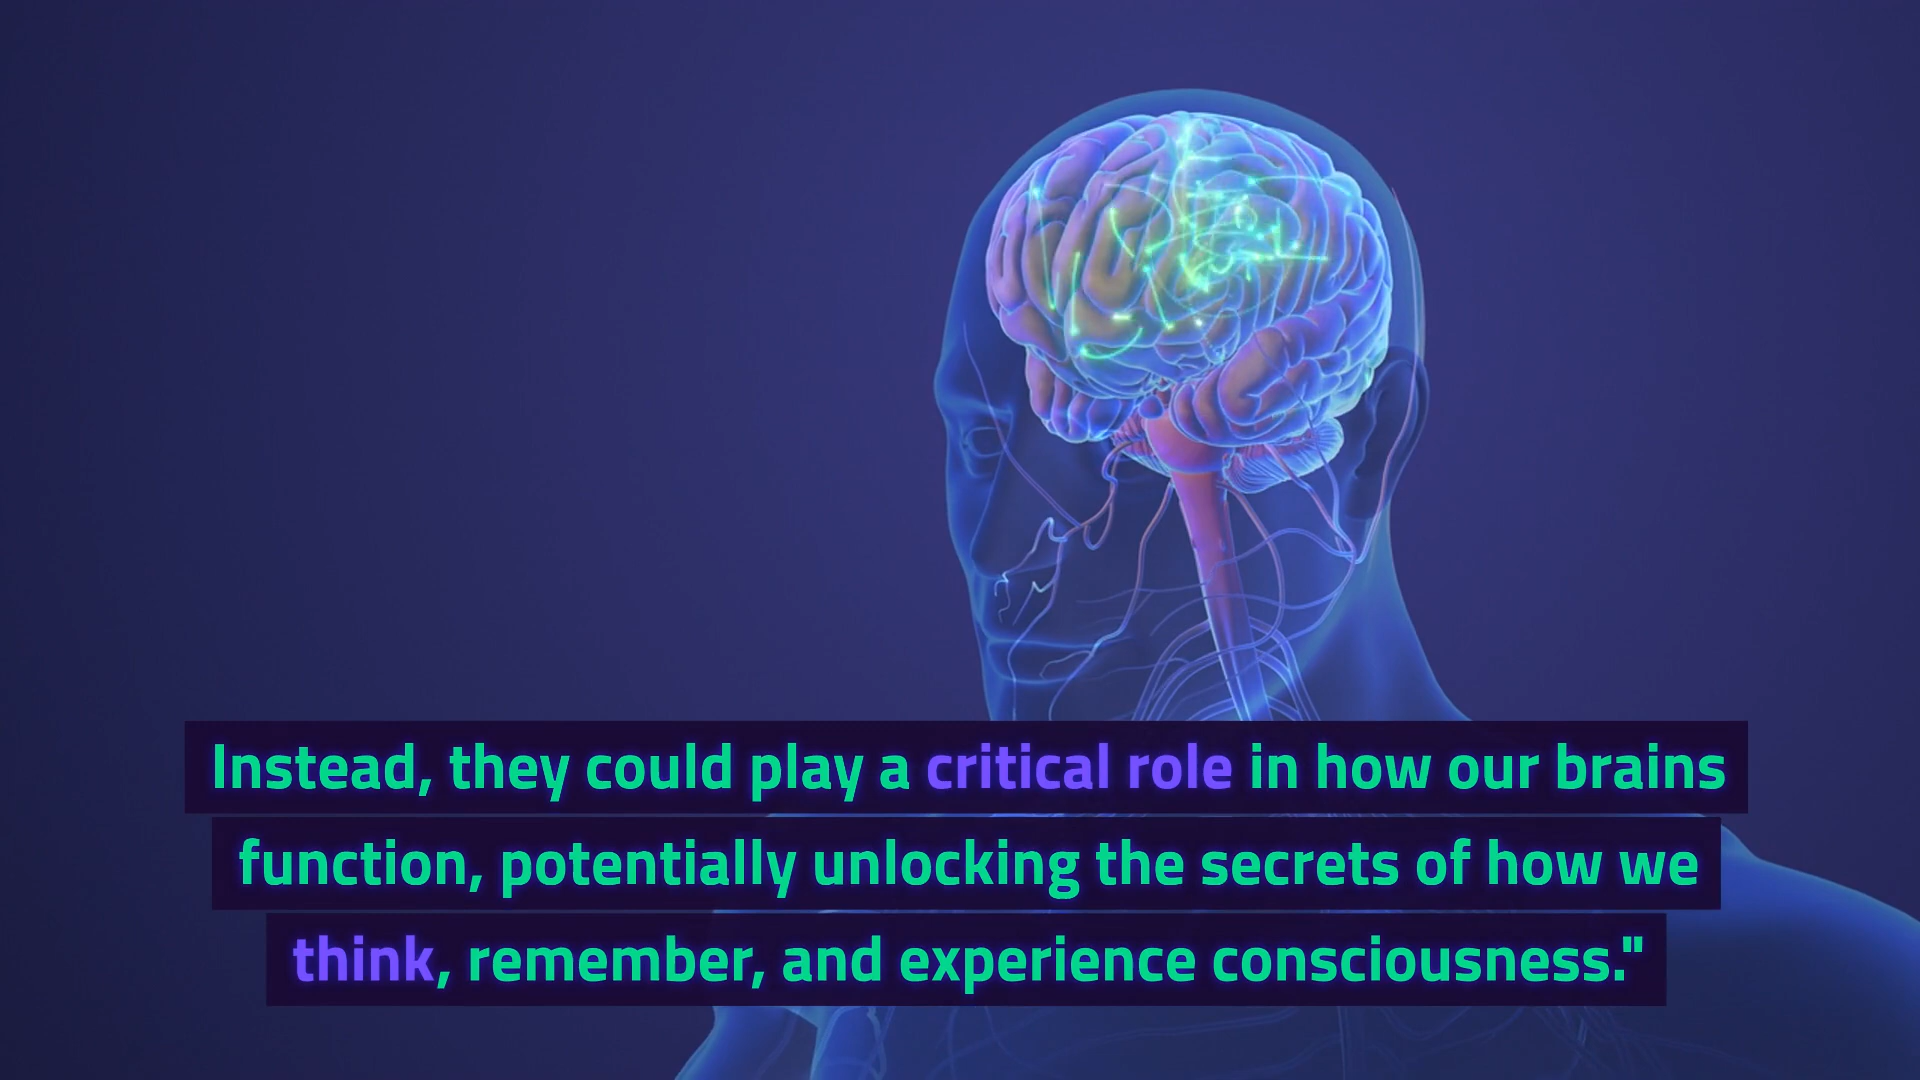 Instead, they could play a critical role in how our brains
function, potentially unlocking the secrets of how we
think, remember, and experience consciousness."